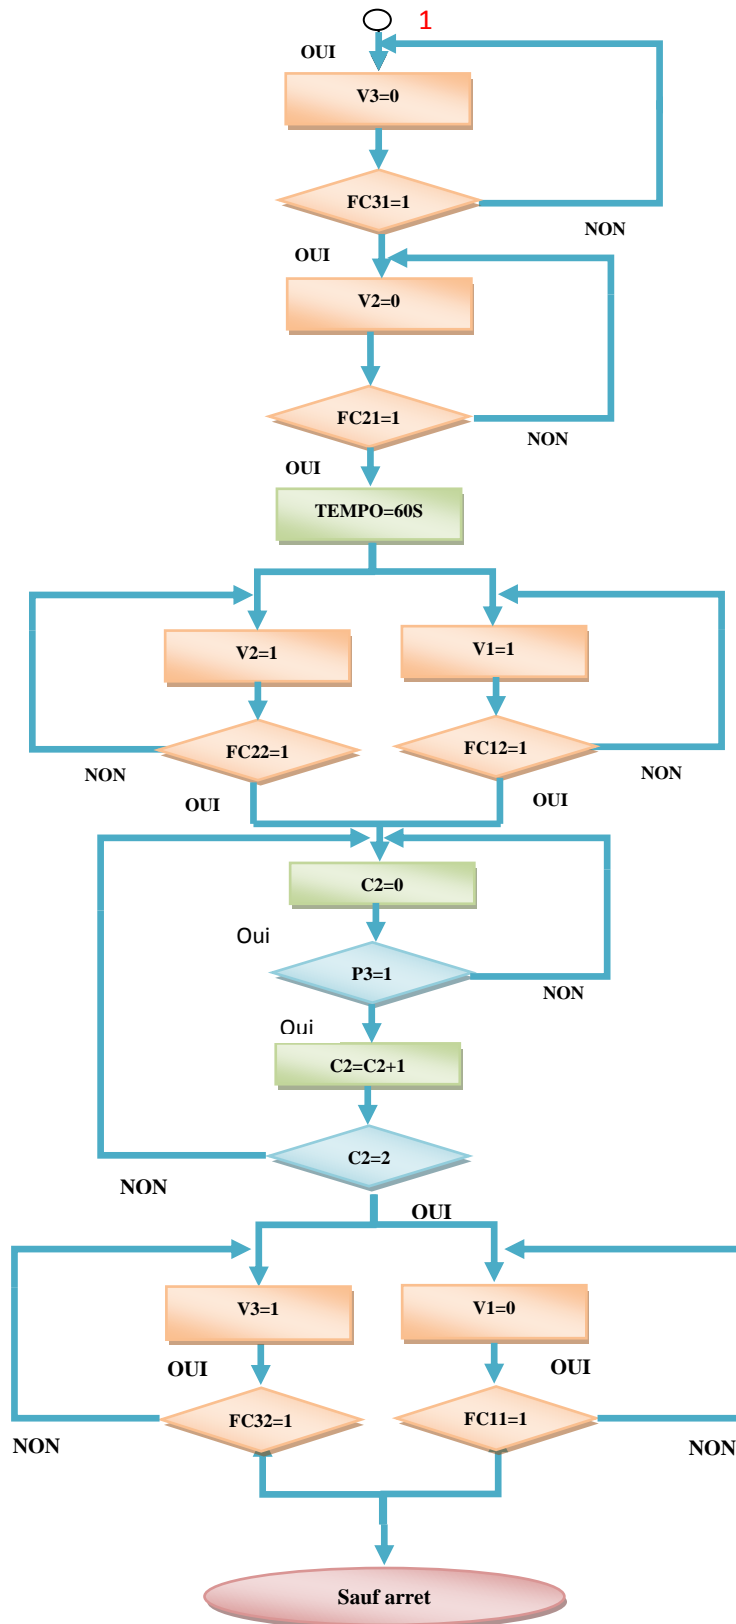 1
OUI
V3=0
FC31=1
NON
OUI
V2=0
FC21=1
NON
OUI
TEMPO=60S
V2=1
V1=1
FC22=1
FC12=1
NON
NON
OUI
OUI
C2=0
Oui
P3=1
NON
Oui
C2=C2+1
C2=2
NON
OUI
V3=1
V1=0
OUI
OUI
FC32=1
FC11=1
NON
NON
Sauf arret